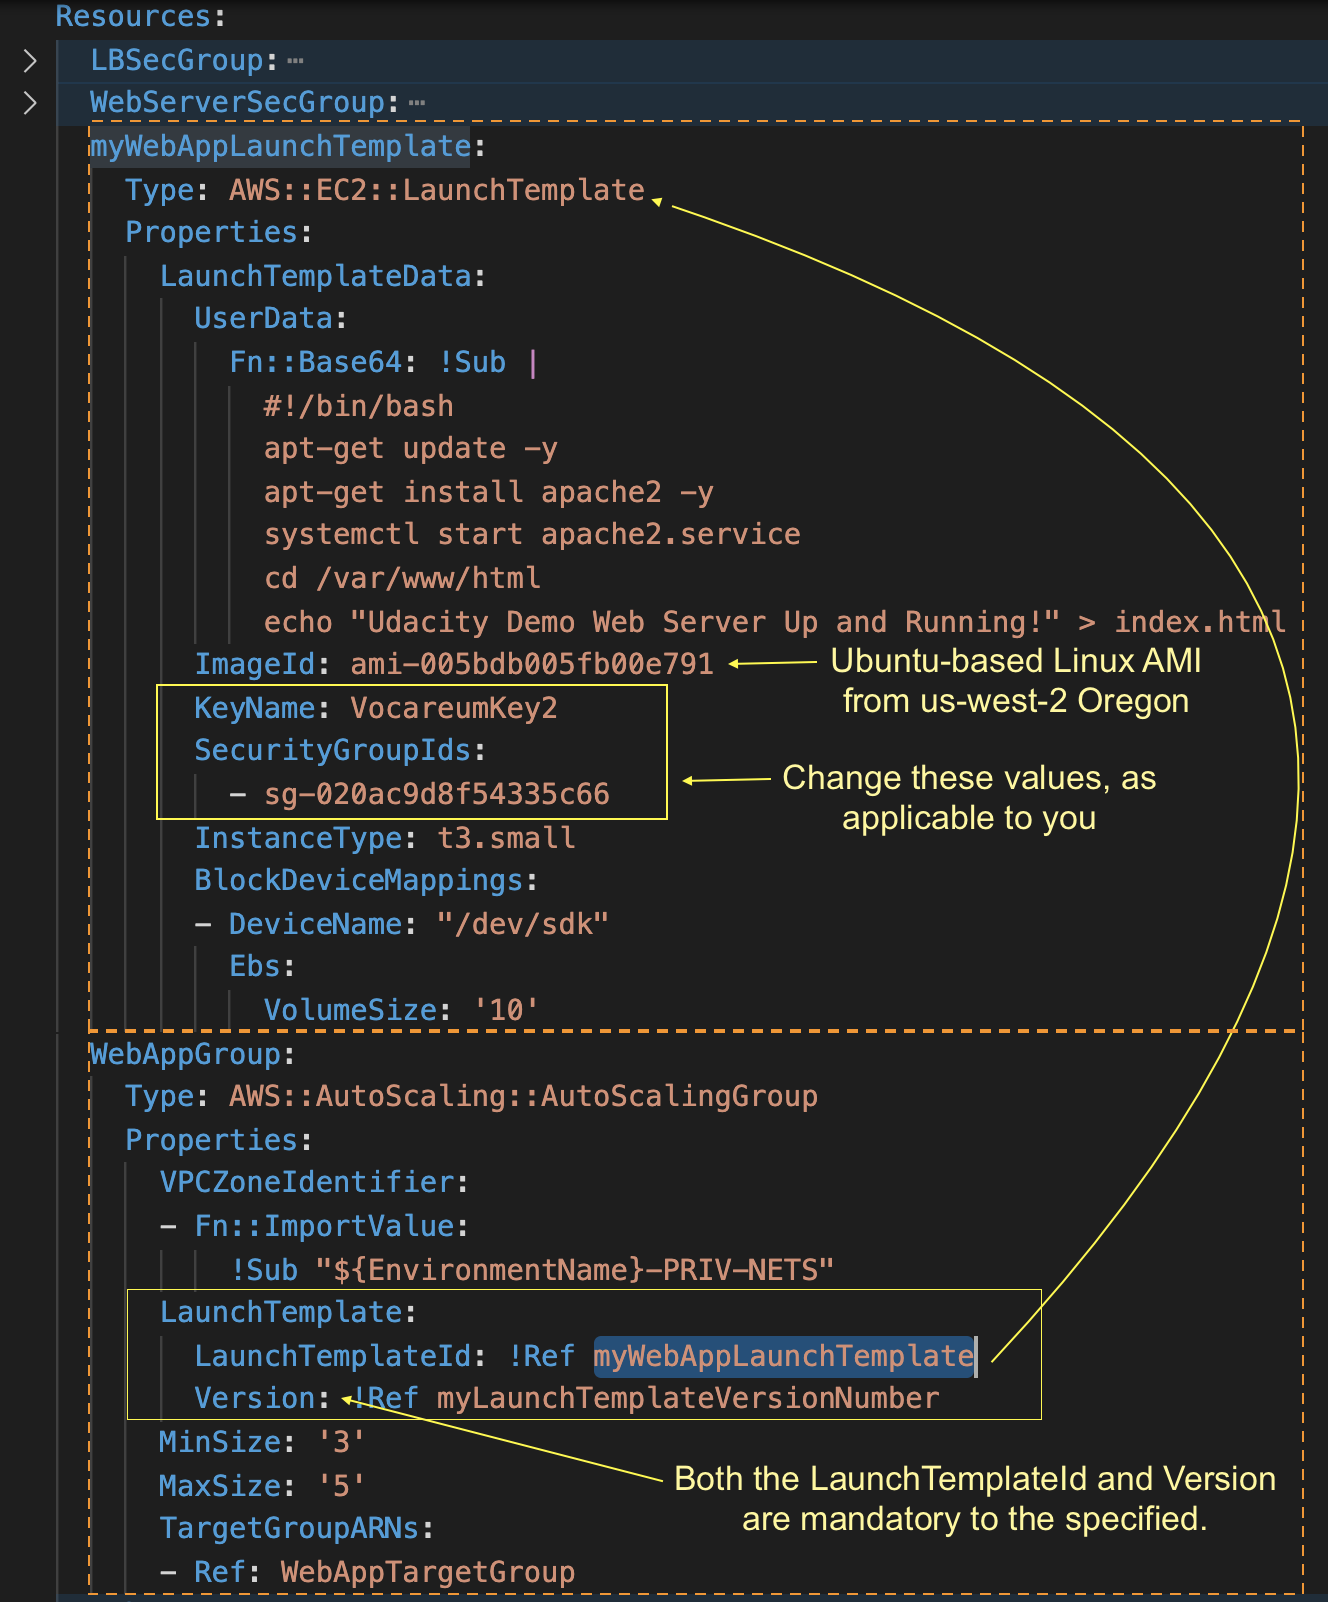 Resources:
LBSecGroup:⋯
WebServerSecGroup:⋯
myWebAppLaunchTemplate:
Type: AWS::EC2::LaunchTemplate
Properties:
LaunchTemplateData:
UserData:
Fn::Base64: !Sub |
#!/bin/bash
apt-get update -y
apt-get install apache2 -y
systemctl start apache2.service
cd /var/www/html
echo "Udacity Demo Web Server Up and Running!" > index.html
ImageId: ami-005bdb005fb00e791
Ubuntu-based Linux AMI
from us-west-2 Oregon
KeyName: VocareumKey2
SecurityGroupIds:
- sg-020ac9d8f54335c66
Change these values, as
applicable to you
InstanceType: t3.small
BlockDeviceMappings:
- DeviceName: "/dev/sdk"
Ebs:
VolumeSize: '10'
WebAppGroup:
Type: AWS::AutoScaling::AutoScalingGroup
Properties:
VPCZoneIdentifier:
- Fn::ImportValue:
!Sub "${EnvironmentName}-PRIV-NETS"
LaunchTemplate:
LaunchTemplateId: !Ref myWebAppLaunchTemplate
Version: !Ref myLaunchTemplateVersionNumber
MinSize: '3'
MaxSize: '5'
Both the LaunchTemplateId and Version
are mandatory to the specified.
TargetGroupARNs:
- Ref: WebAppTargetGroup